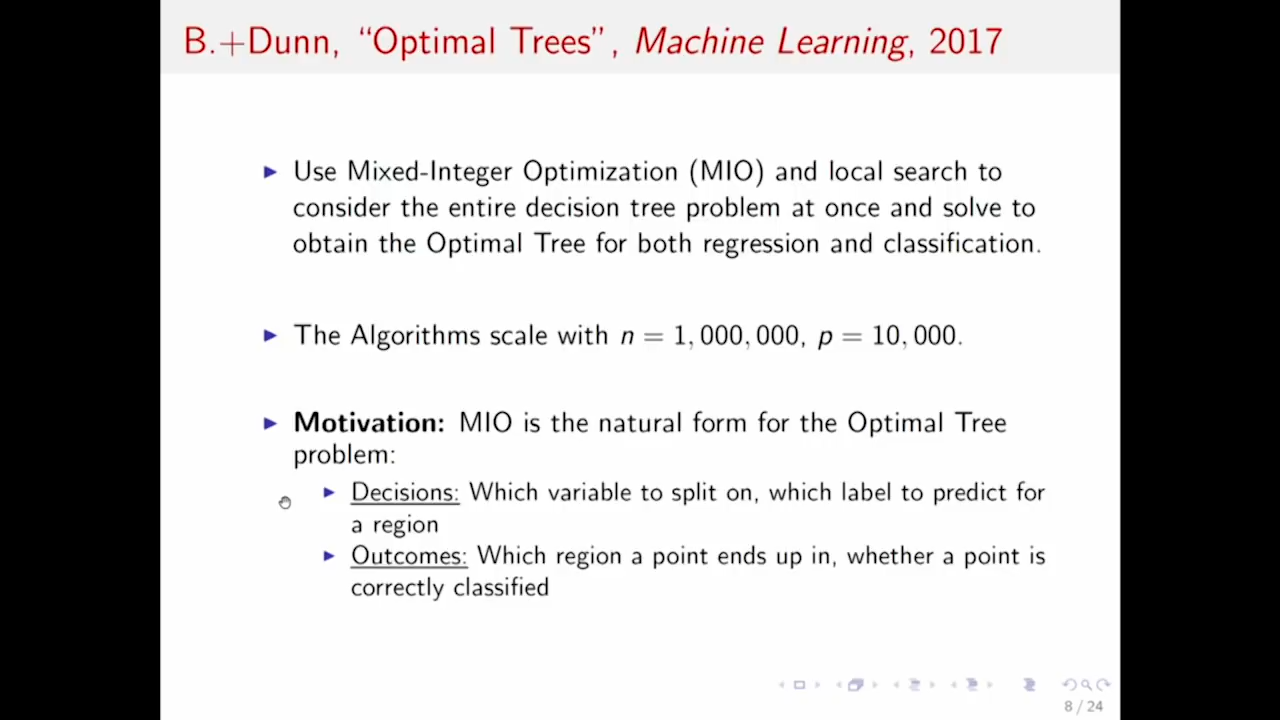 B.+Dunn, “Optimal Trees”, Machine Learning, 2017
Use Mixed-Integer Optimization (MIO) and local search to
consider the entire decision tree problem at once and solve to
obtain the Optimal Tree for both regression and classification.
The Algorithms scale with n = 1, 000, 000, p = 10, 000.
Motivation: MIO is the natural form for the Optimal Tree
problem:
Decisions: Which variable to split on, which label to predict for
a region
Outcomes: Which region a point ends up in, whether a point is
correctly classified
8 / 24